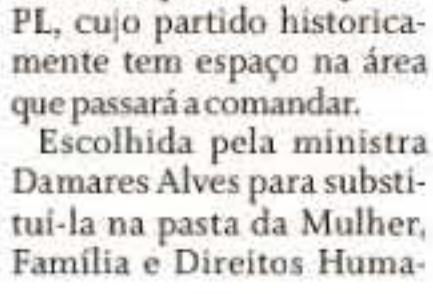 PL, cujo partido historica-
mente tem espaço na área
que passará a comandar.
Escolhida pela ministra
Damares Alves para substi-
tuí-la na pasta da Mulher,
Família e Direitos Huma-